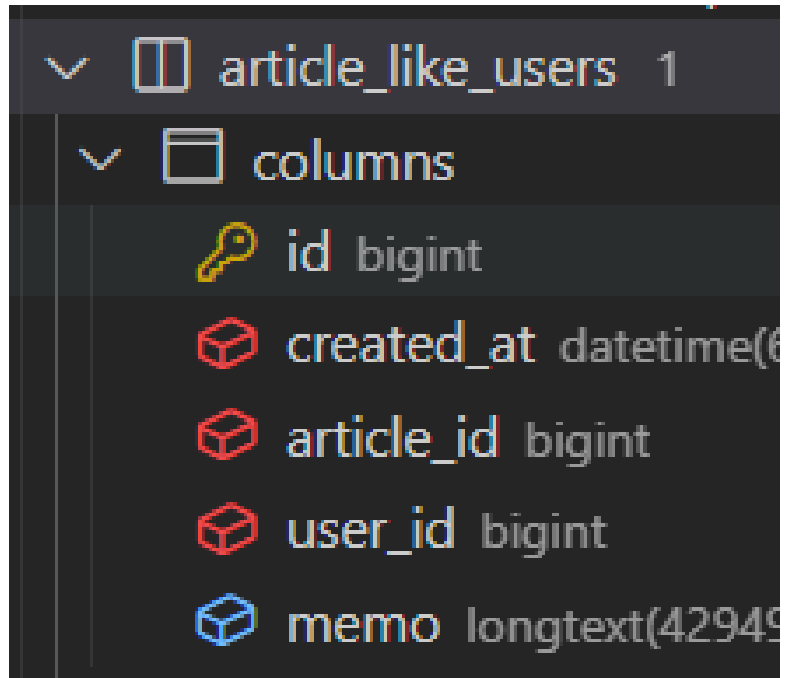 article_like_users 1
columns
id bigint
created_at datetime(6
article_id bigint
user_id bigint
memo longtext(42949